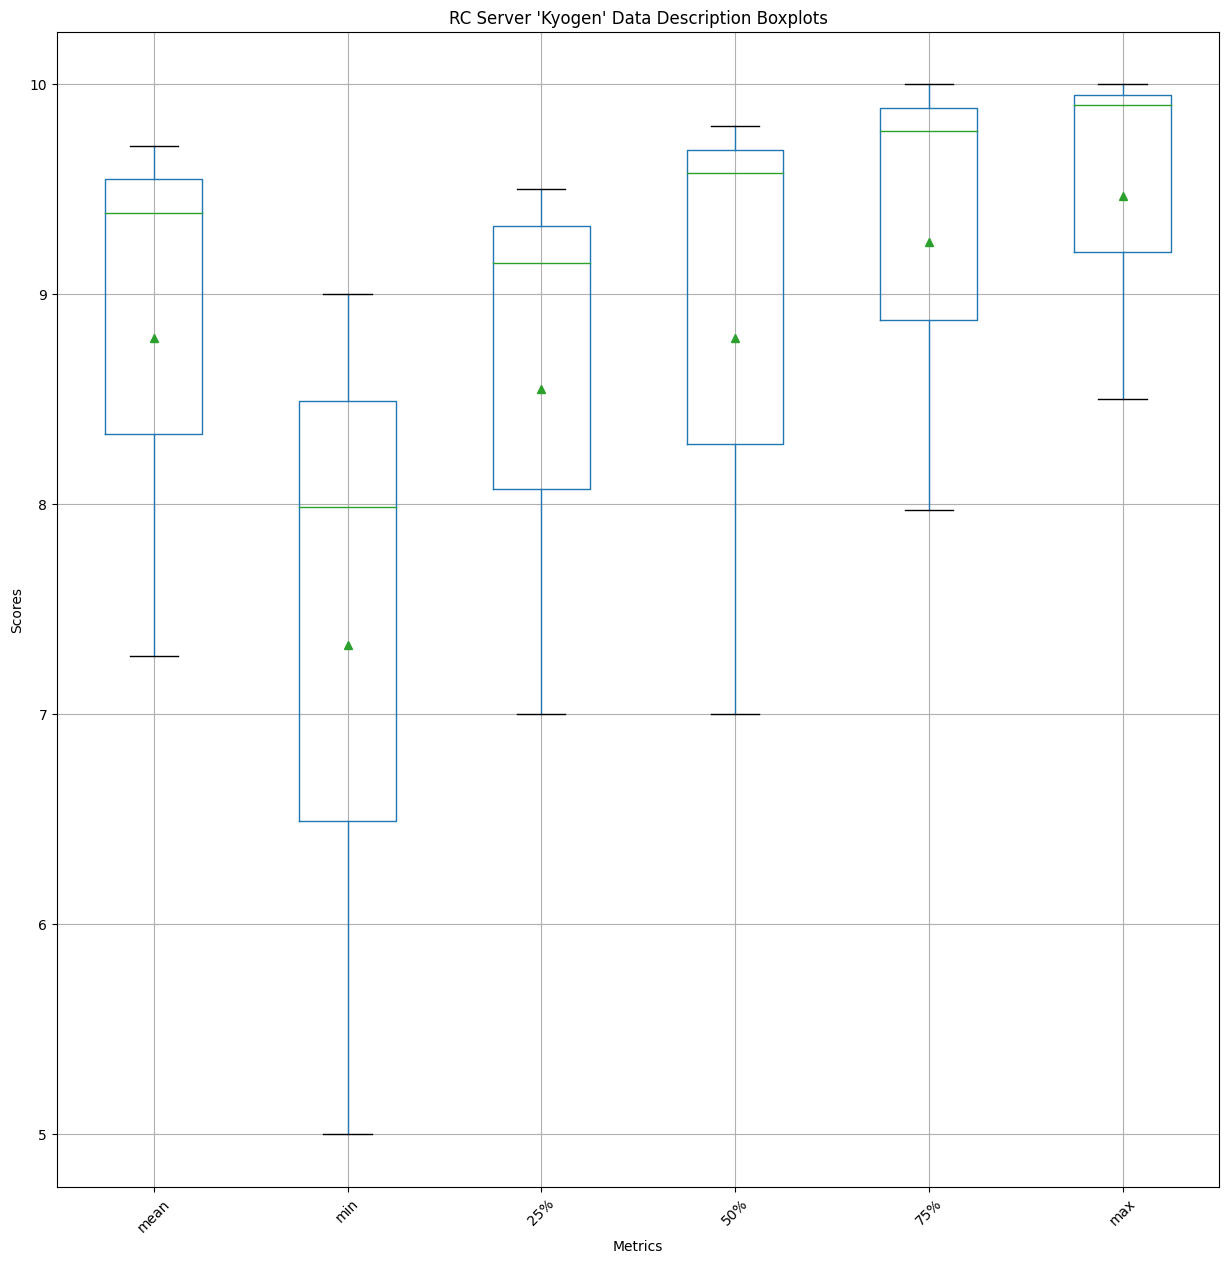 RC Server 'Kyogen' Data Description Boxplots
10
9
8
7
6
5
Scores
mean
min
25%
50%
75%
max
Metrics